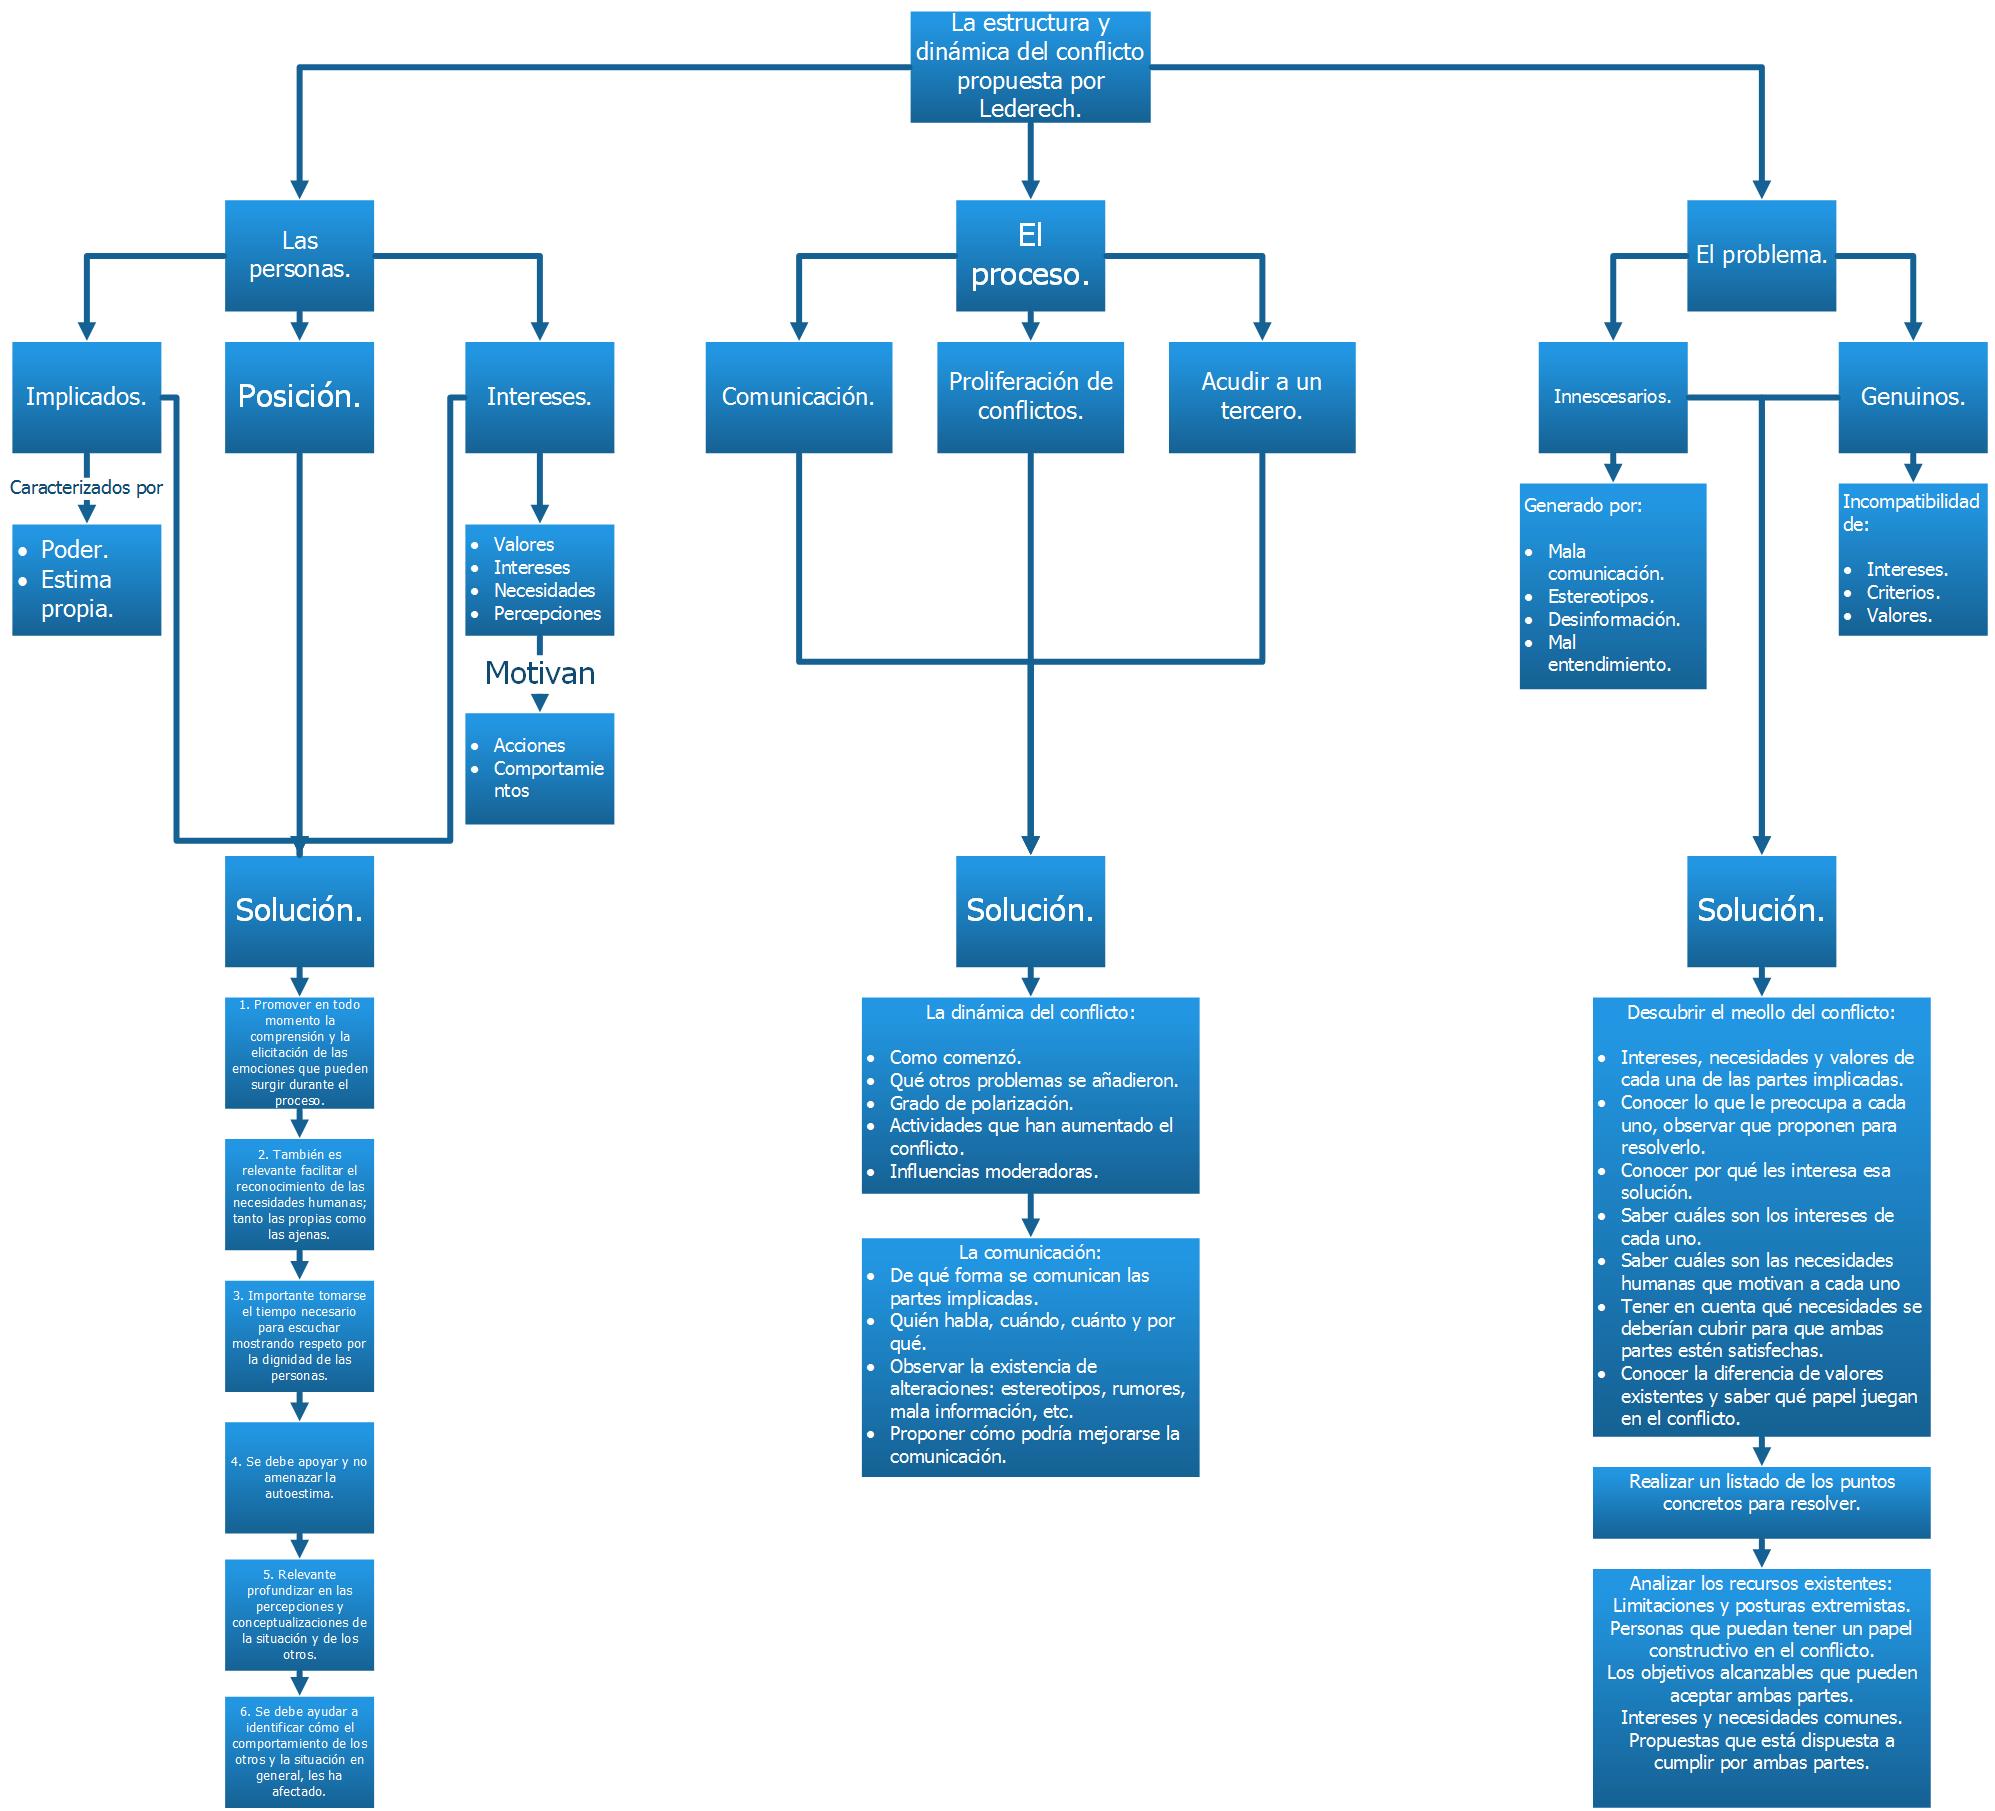 La estructura y
dinámica del conflicto
propuesta por
Lederech.
Las
personas.
El
proceso.
El problema.
Implicados.
Posición.
Intereses.
Comunicación.
Proliferación de
conflictos.
Acudir a un
tercero.
Innescesarios.
Genuinos.
Caracterizados por
• Poder.
• Estima
propia.
• Valores
• Intereses
• Necesidades
• Percepciones
Motivan
• Acciones
• Comportamie
ntos
Generado por:
• Mala
comunicación.
• Estereotipos.
• Desinformación.
• Mal
entendimiento.
Incompatibilidad
de:
• Intereses.
• Criterios.
• Valores.
Solución.
Solución.
Solución.
1. Promover en todo
momento la
comprensión y la
elicitación de las
emociones que pueden
surgir durante el
proceso.
2. También es
relevante facilitar el
reconocimiento de las
necesidades humanas;
tanto las propias como
las ajenas.
3. Importante tomarse
el tiempo necesario
para escuchar
mostrando respeto por
la dignidad de las
personas.
4. Se debe apoyar y no
amenazar la
autoestima.
5. Relevante
profundizar en las
percepciones y
conceptualizaciones de
la situación y de los
otros.
6. Se debe ayudar a
identificar cómo el
comportamiento de los
otros y la situación en
general, les ha
afectado.
La dinámica del conflicto:
• Como comenzó.
• Qué otros problemas se añadieron.
• Grado de polarización.
• Actividades que han aumentado el
conflicto.
• Influencias moderadoras.
La comunicación:
• De qué forma se comunican las
partes implicadas.
• Quién habla, cuándo, cuánto y por
qué.
• Observar la existencia de
alteraciones: estereotipos, rumores,
mala información, etc.
• Proponer cómo podría mejorarse la
comunicación.
Descubrir el meollo del conflicto:
• Intereses, necesidades y valores de
cada una de las partes implicadas.
• Conocer lo que le preocupa a cada
uno, observar que proponen para
resolverlo.
• Conocer por qué les interesa esa
solución.
• Saber cuáles son los intereses de
cada uno.
• Saber cuáles son las necesidades
humanas que motivan a cada uno
• Tener en cuenta qué necesidades se
deberían cubrir para que ambas
partes estén satisfechas.
• Conocer la diferencia de valores
existentes y saber qué papel juegan
en el conflicto.
Realizar un listado de los puntos
concretos para resolver.
Analizar los recursos existentes:
Limitaciones y posturas extremistas.
Personas que puedan tener un papel
constructivo en el conflicto.
Los objetivos alcanzables que pueden
aceptar ambas partes.
Intereses y necesidades comunes.
Propuestas que está dispuesta a
cumplir por ambas partes.